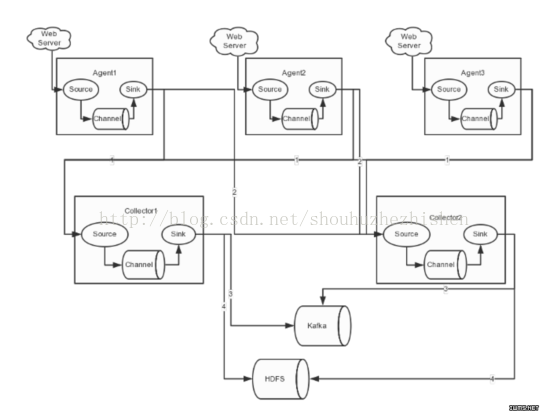 Web
Server
Web
Server
Web
Server
Agent1
Agent2
Agent3
Source
Sink
Source
Sink
Source
Sink
Channel
Channel
Channel
1
1
1
2
2
http://blog.csdn.net/shouhuzhezhishen
Collector1
Collector2
Source
Sink
Source
Sink
Channel
Channel
3
3
4
Kafka
HDFS
4